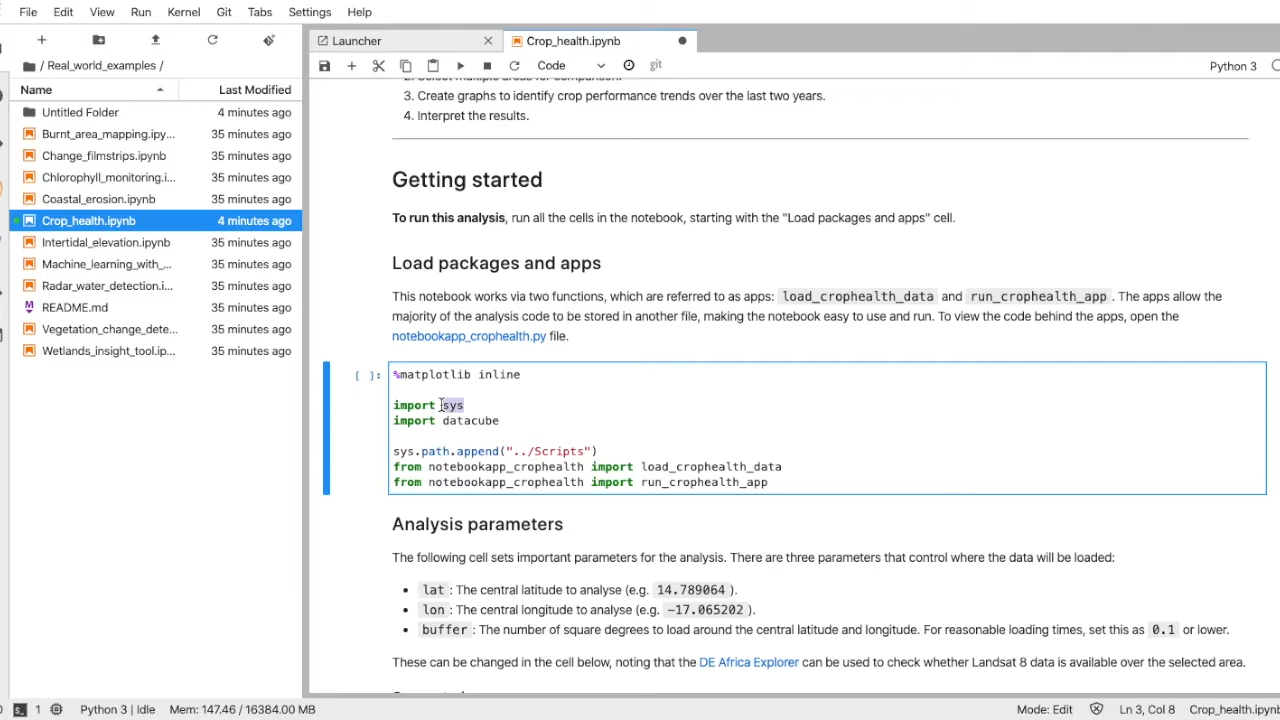 File Edit View Run Kernel Git Tabs Settings Help
/ Real_world_examples /
Name Last Modified
Untitled Folder 4 minutes ago
Burnt_area_mapping.ipy... 35 minutes ago
Change_filmstrips.ipynb 35 minutes ago
Chlorophyll_monitoring.i... 35 minutes ago
Coastal_erosion.ipynb 35 minutes ago
Crop_health.ipynb 4 minutes ago
Intertidal_elevation.ipynb 35 minutes ago
Machine_learning_with_... 35 minutes ago
Radar_water_detection.i... 35 minutes ago
README.md 35 minutes ago
Vegetation_change_dete... 35 minutes ago
Wetlands_insight_tool.ip... 35 minutes ago
Launcher Crop_health.ipynb
Code git Python 3
2. Select multiple areas for comparison.
3. Create graphs to identify crop performance trends over the last two years.
4. Interpret the results.
Getting started
To run this analysis, run all the cells in the notebook, starting with the "Load packages and apps" cell.
Load packages and apps
This notebook works via two functions, which are referred to as apps: load_crophealth_data and run_crophealth_app. The apps allow the
majority of the analysis code to be stored in another file, making the notebook easy to use and run. To view the code behind the apps, open the
notebookapp_crophealth.py file.
[ ]: %matplotlib inline
import sys
import datacube
sys.path.append("../Scripts")
from notebookapp_crophealth import load_crophealth_data
from notebookapp_crophealth import run_crophealth_app
Analysis parameters
The following cell sets important parameters for the analysis. There are three parameters that control where the data will be loaded:
• lat : The central latitude to analyse (e.g. 14.789064 ).
• lon : The central longitude to analyse (e.g. -17.065202 ).
• buffer : The number of square degrees to load around the central latitude and longitude. For reasonable loading times, set this as 0.1 or lower.
These can be changed in the cell below, noting that the DE Africa Explorer can be used to check whether Landsat 8 data is available over the selected area.
0 1 Python 3 | Idle Mem: 147.46 / 16384.00 MB Mode: Edit Ln 3, Col 8 Crop_health.ipynb